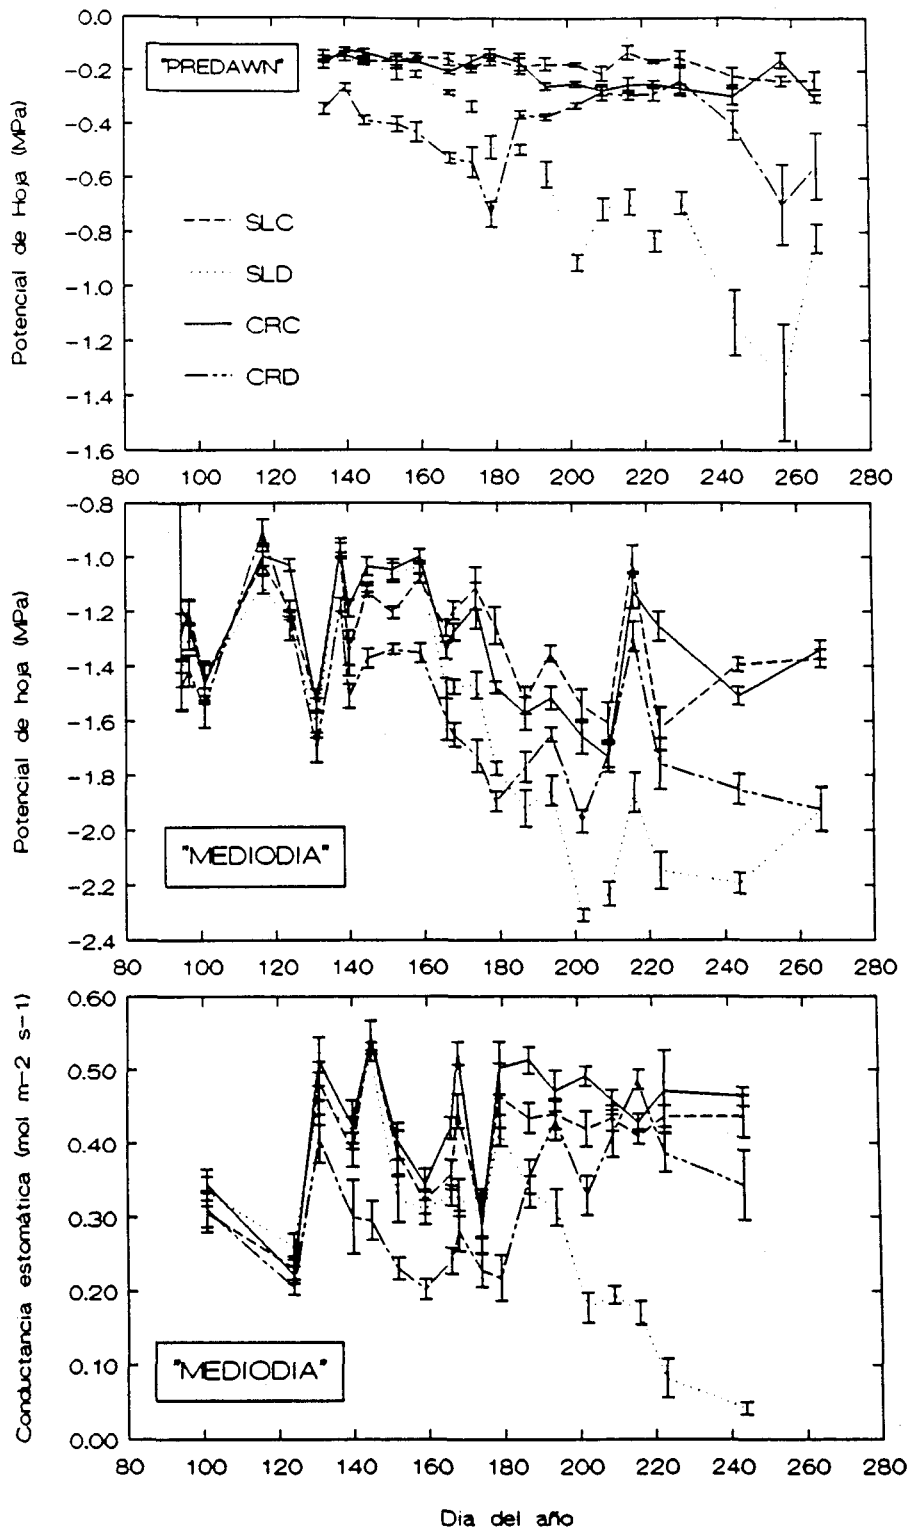 0.0
-0.2
-0.4
-0.6
-0.8
-1.0
-1.2
-1.4
-1.6
Potencial de Hoja (MPa)
"PREDAWN"
SLC
SLD
CRC
CRD
80 100 120 140 160 180 200 220 240 260 280
-0.8
-1.0
-1.2
-1.4
-1.6
-1.8
-2.0
-2.2
-2.4
Potencial de hoja (MPa)
"MEDIODIA"
80 100 120 140 160 180 200 220 240 260 280
0.60
0.50
0.40
0.30
0.20
0.10
0.00
Conductancia estomàtica (mol m-2 s-1)
"MEDIODIA"
80 100 120 140 160 180 200 220 240 260 280
Dia del año